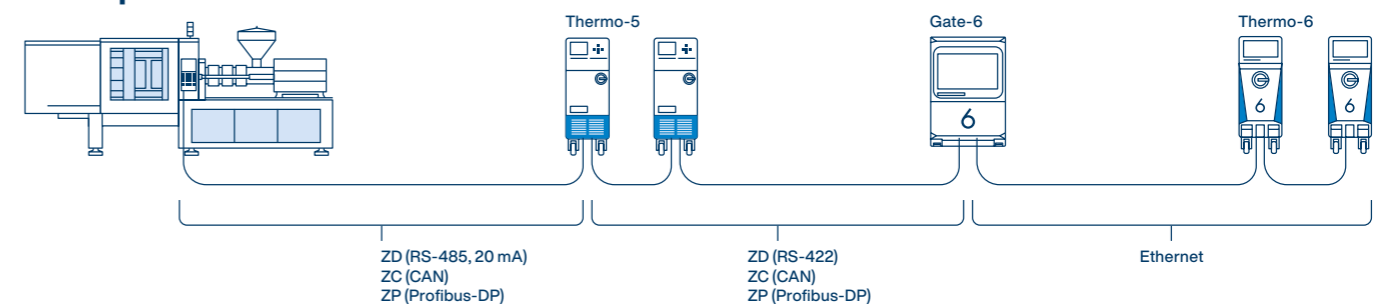 Thermo-5
Gate-6
Thermo-6
6
6
6
ZD (RS-485, 20 mA)
ZC (CAN)
ZP (Profibus-DP)
ZD (RS-422)
ZC (CAN)
ZP (Profibus-DP)
Ethernet